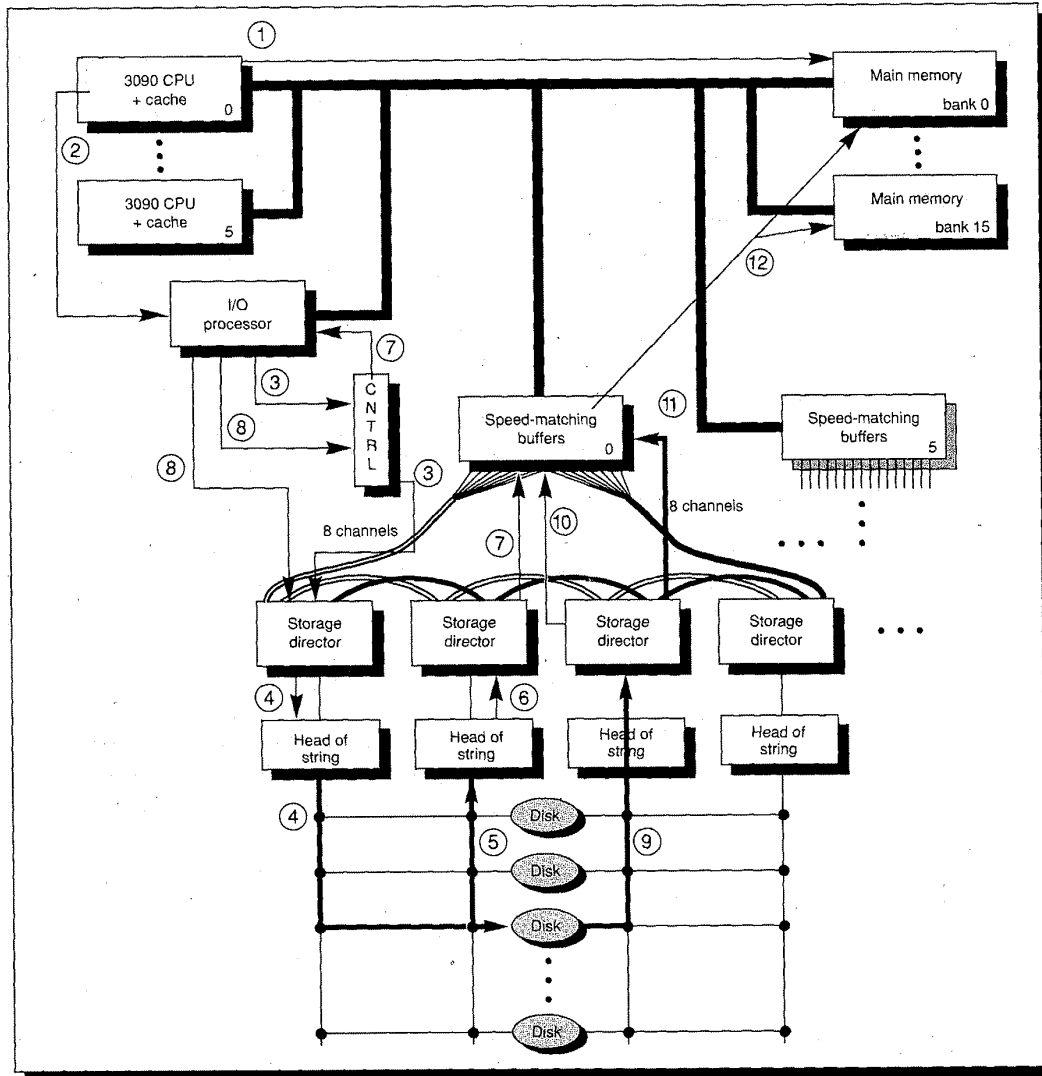 ①
3090 CPU
+ cache
0
Main memory
bank 0
②
3090 CPU
+ cache
5
Main memory
bank 15
⑫
I/O
processor
⑦
③
CNTRL
⑧
⑧
③
Speed-matching
buffers
0
⑪
Speed-matching
buffers
5
8 channels
⑦
⑩
8 channels
Storage
director
Storage
director
Storage
director
Storage
director
④
⑥
Head of
string
Head of
string
Head of
string
Head of
string
④
Disk
⑤
⑨
Disk
Disk
Disk